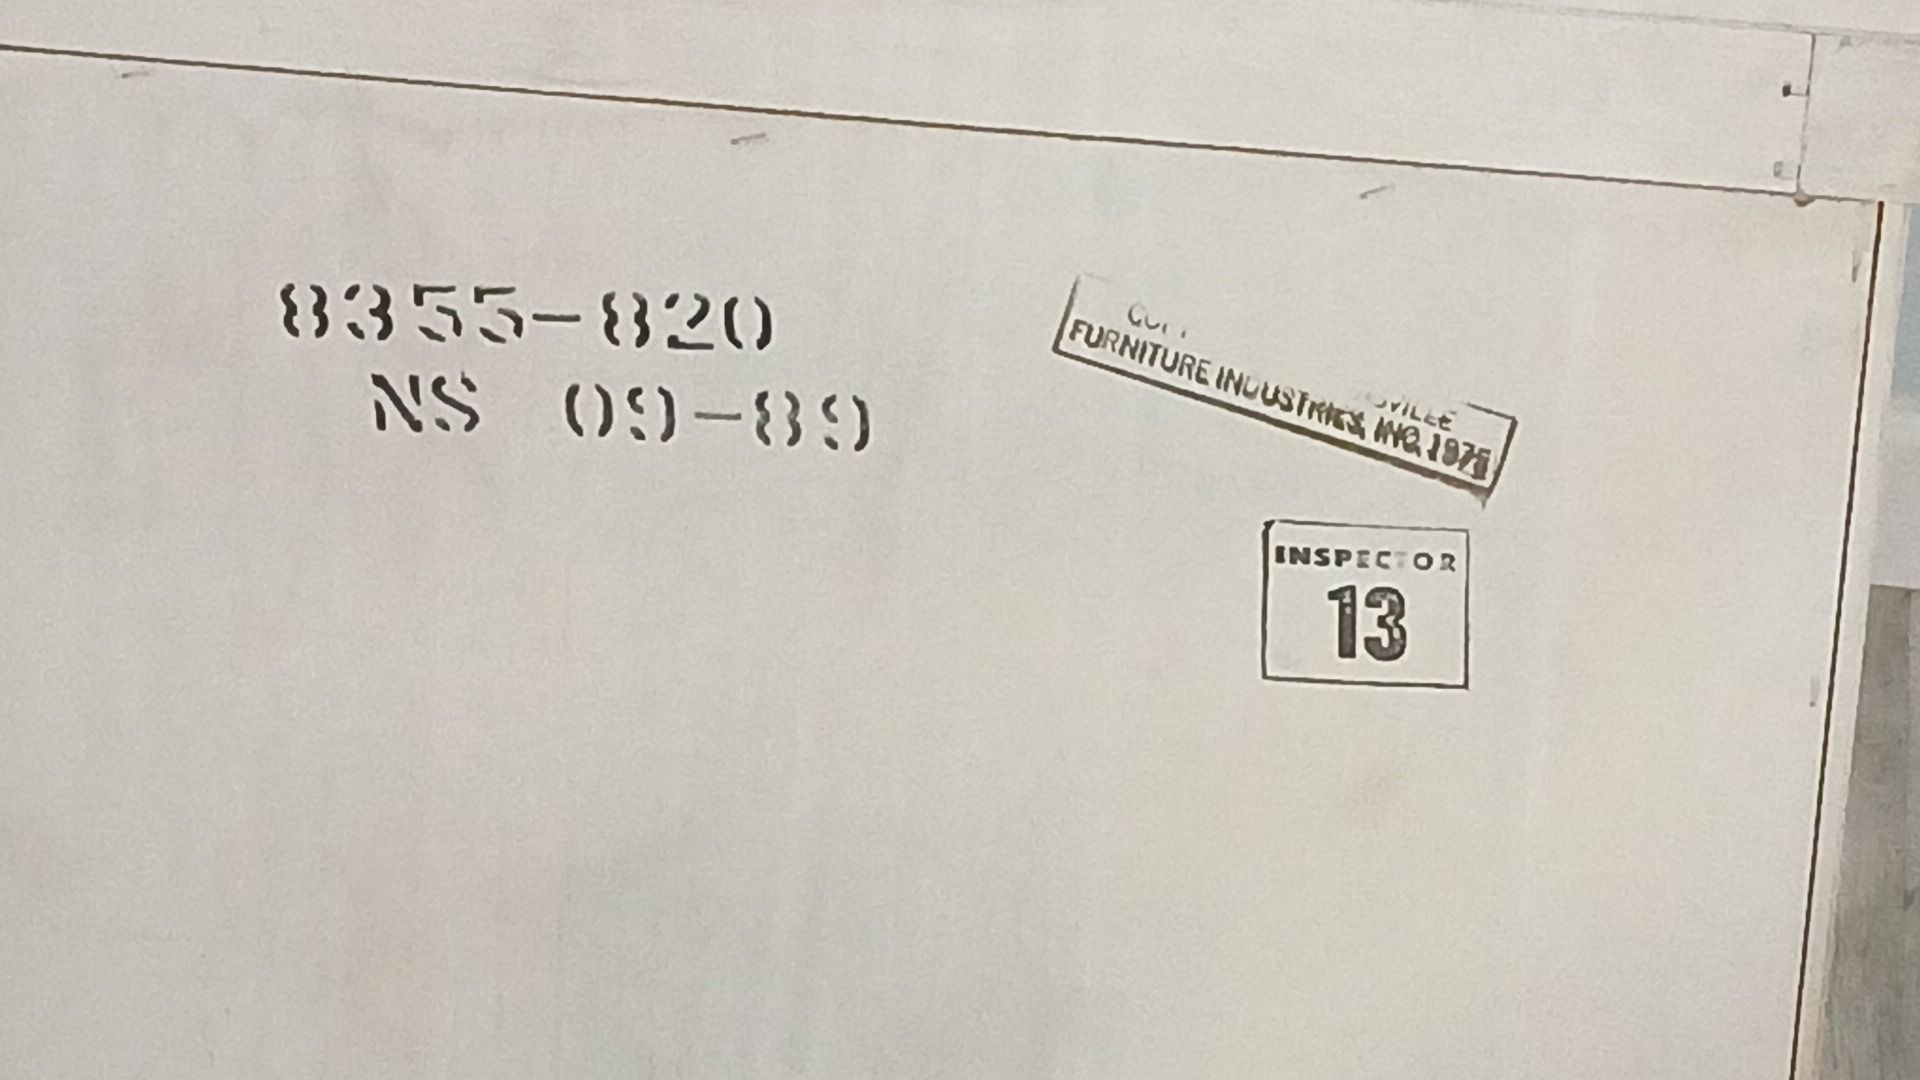 8355-820
NS 09-89
FURNITURE INDUSTRIES, INC. 1975
INSPECTOR
13